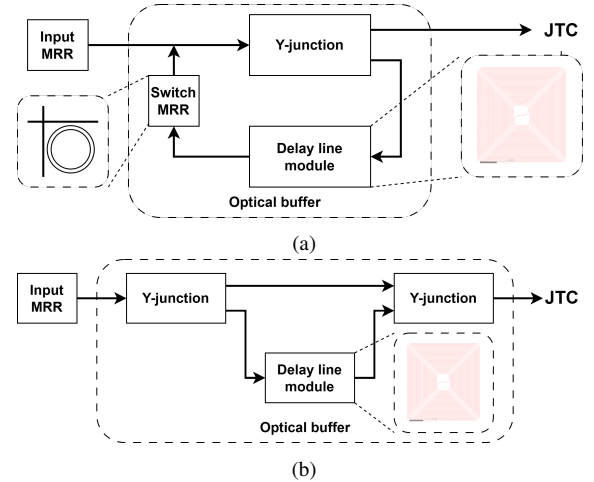 Input
MRR
Y-junction
JTC
Switch
MRR
Delay line
module
Optical buffer
(a)
Input
MRR
Y-junction
Y-junction
JTC
Delay line
module
Optical buffer
(b)